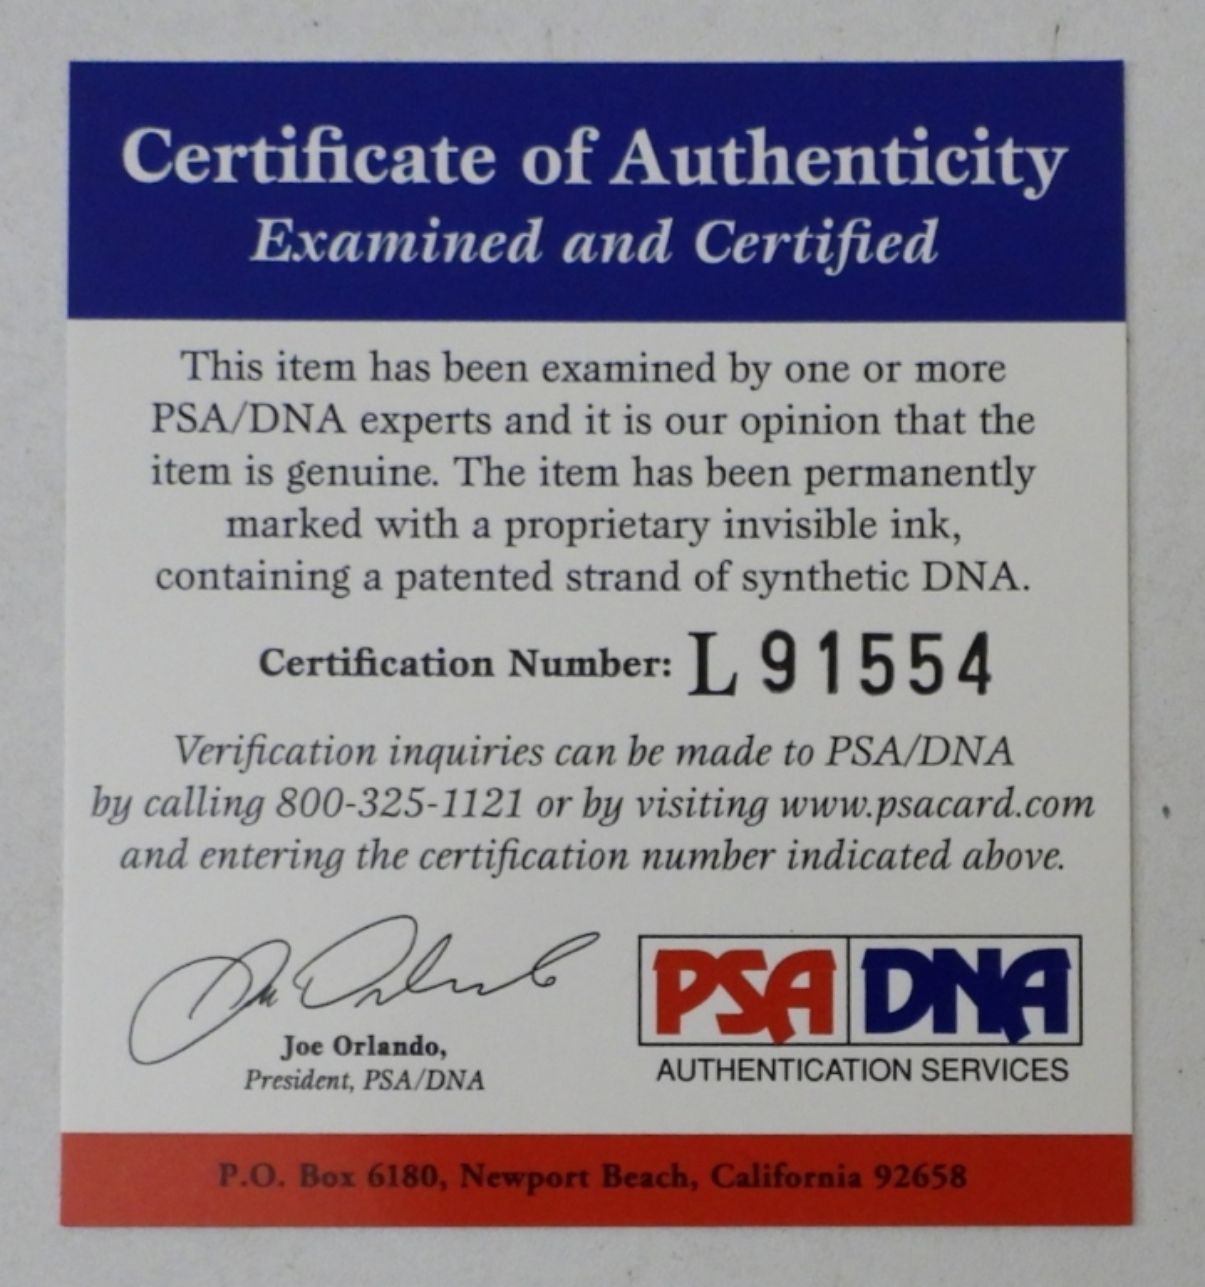 Certificate of Authenticity
Examined and Certified
This item has been examined by one or more
PSA/DNA experts and it is our opinion that the
item is genuine. The item has been permanently
marked with a proprietary invisible ink,
containing a patented strand of synthetic DNA.
Certification Number: L 91554
Verification inquiries can be made to PSA/DNA
by calling 800-325-1121 or by visiting www.psacard.com
and entering the certification number indicated above.
Joe Orlando,
President, PSA/DNA
PSA DNA
AUTHENTICATION SERVICES
P.O. Box 6180, Newport Beach, California 92658